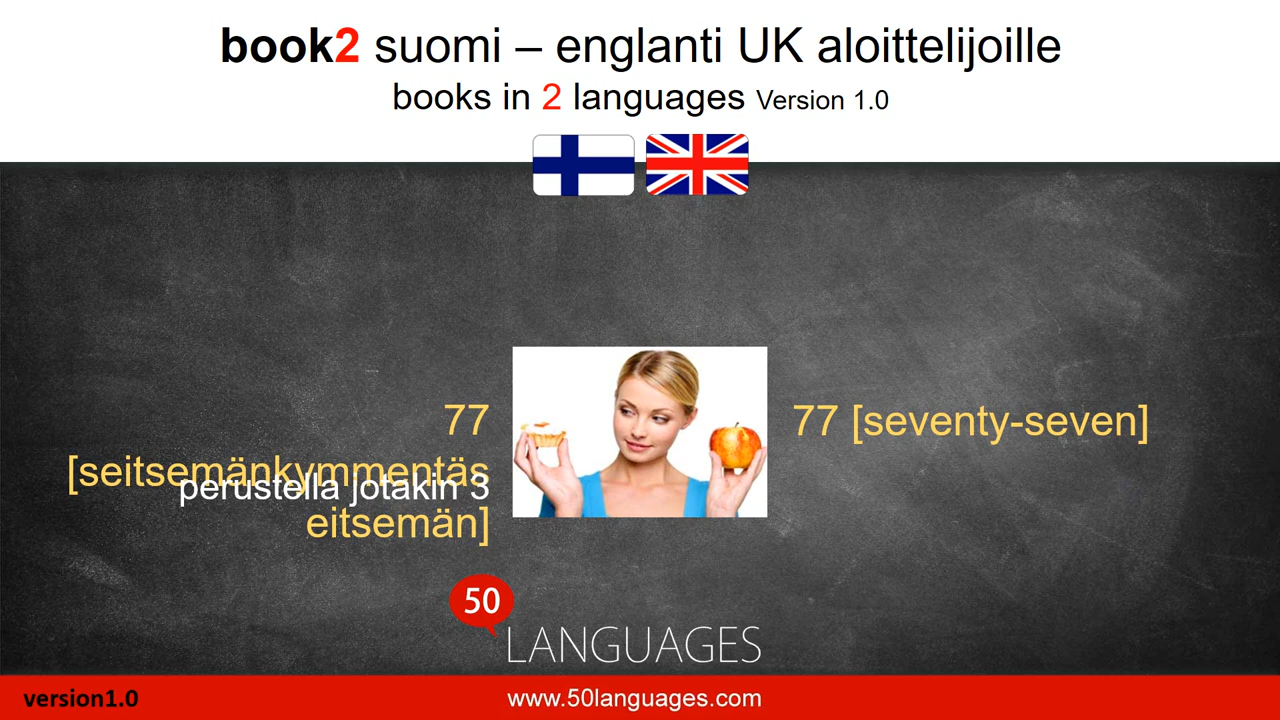 book2 suomi – englanti UK aloittelijoille
books in 2 languages Version 1.0
77
[seitsemänkymmentäs
eitsemän]
perustella jotakin 3
77 [seventy-seven]
50
LANGUAGES
version1.0
www.50languages.com